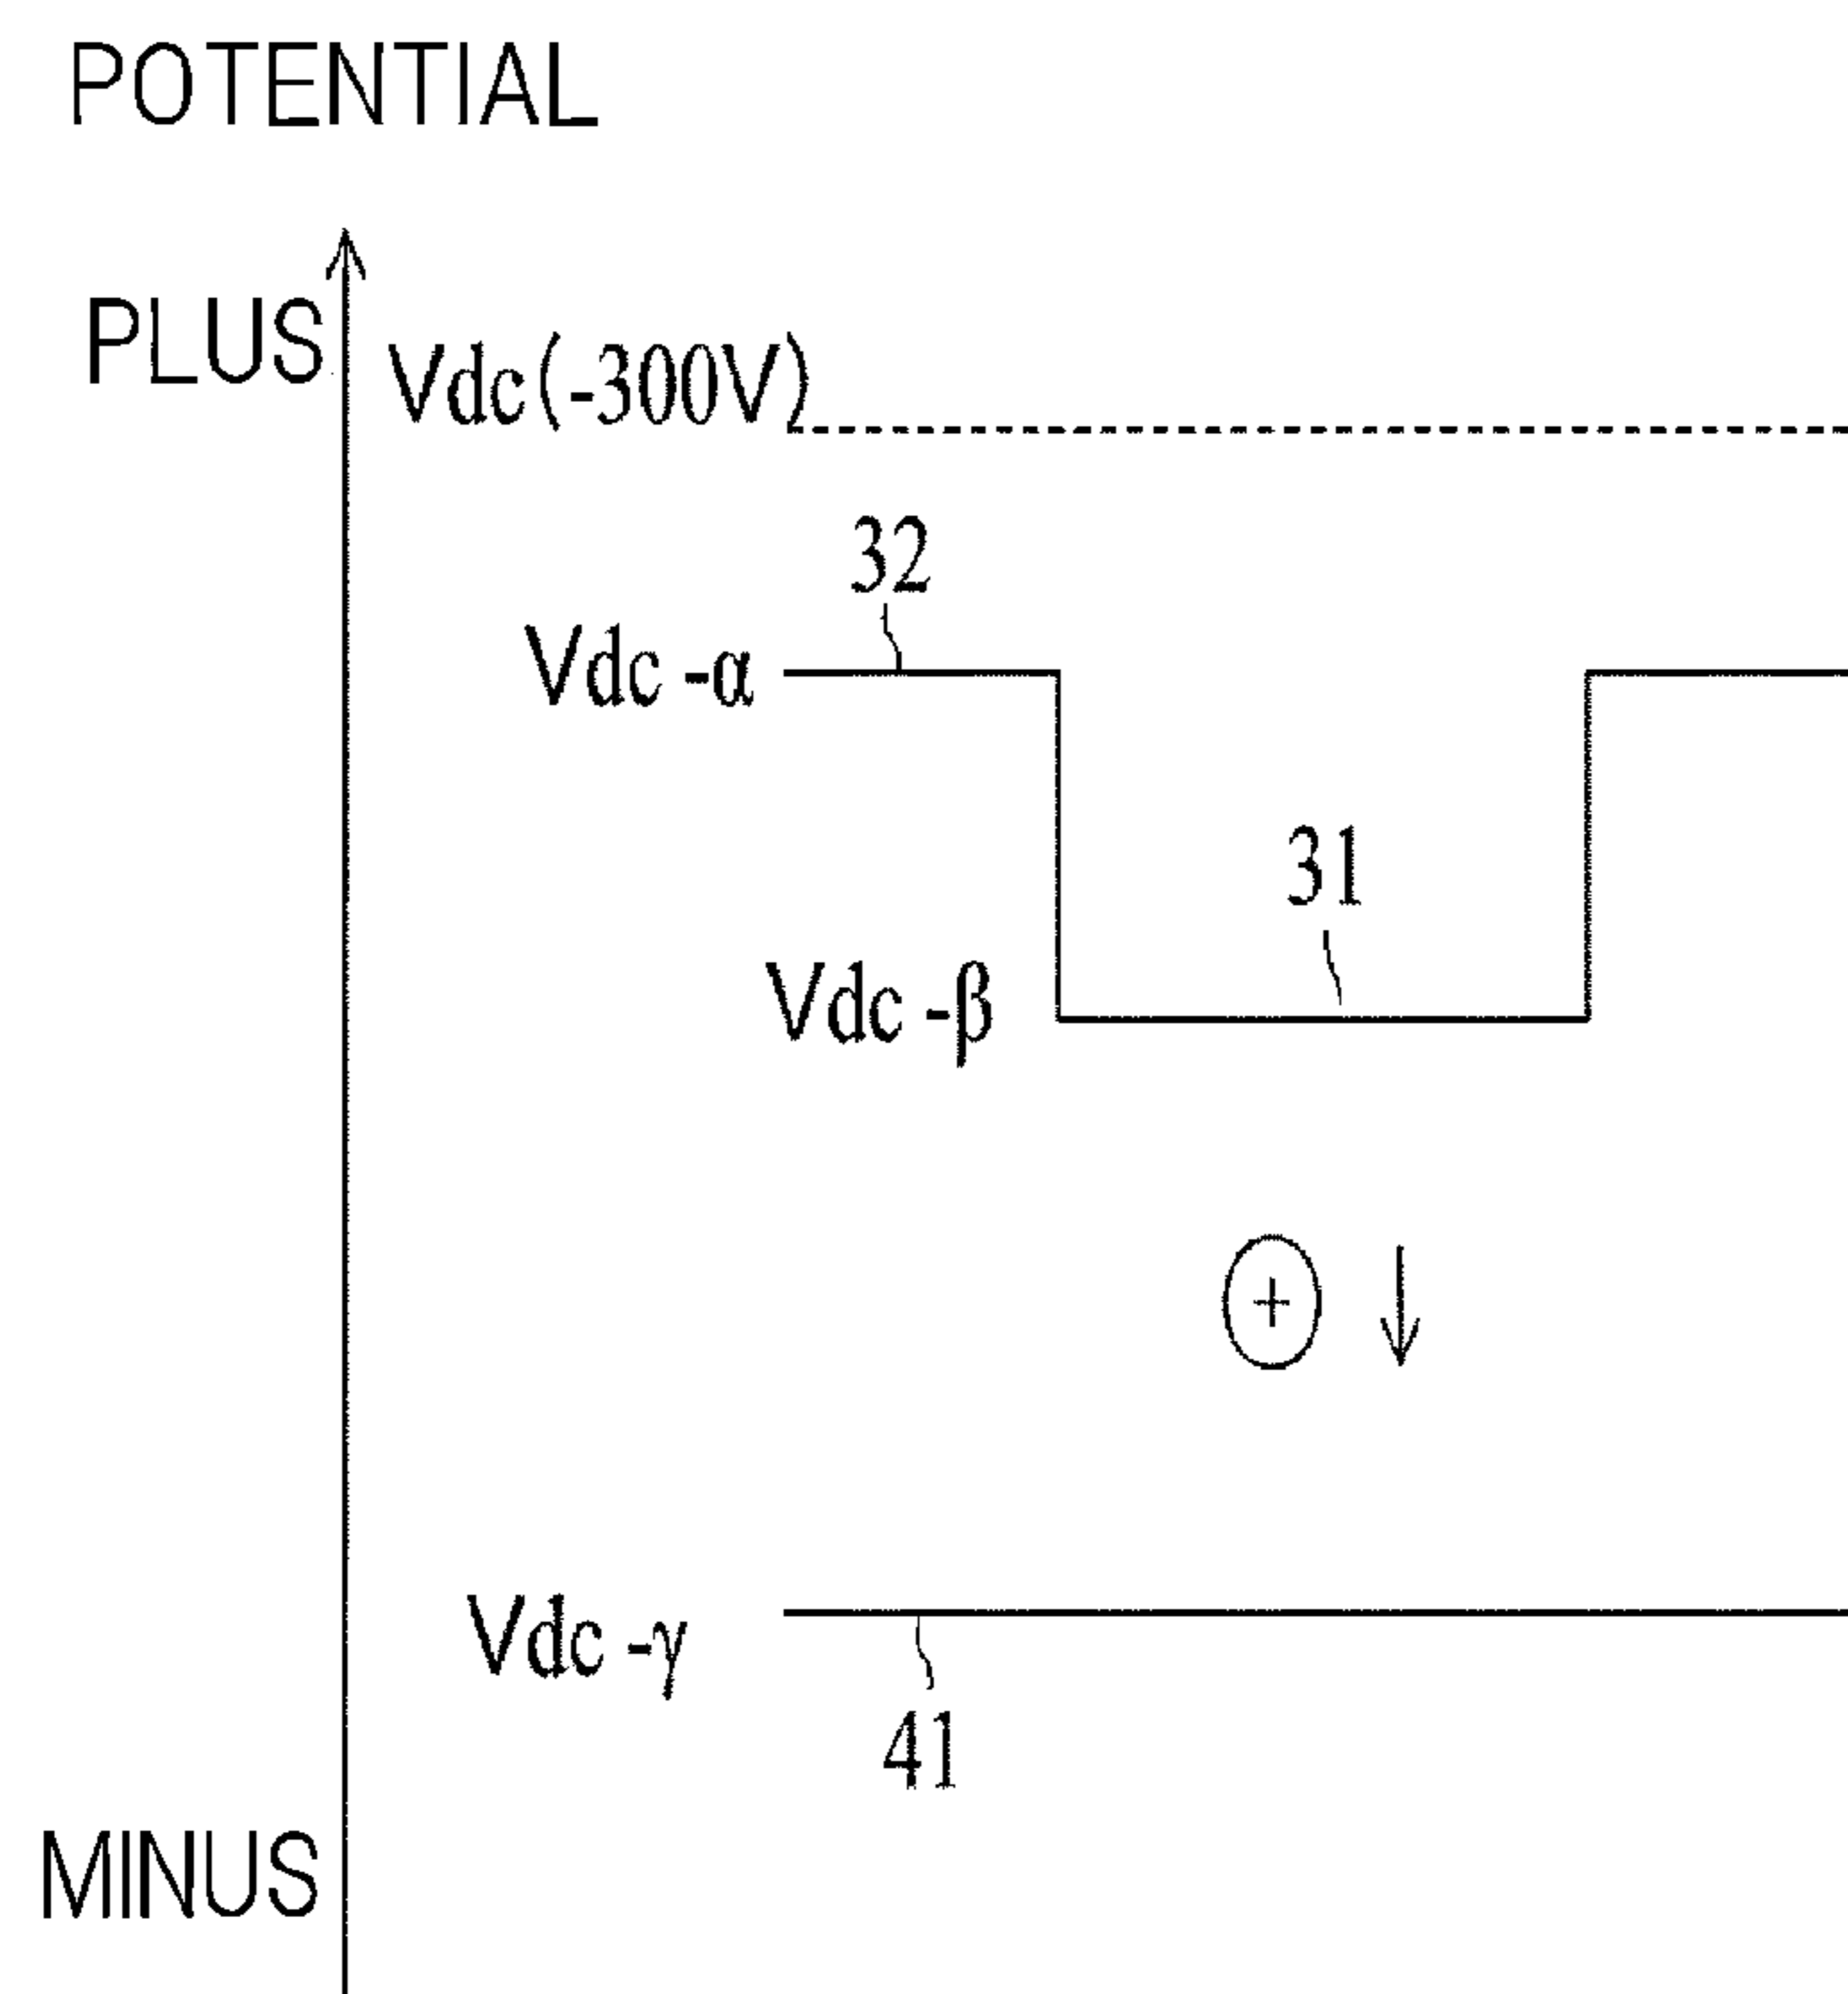 POTENTIAL
PLUS
Vdc(-300V)
32
Vdc -α
31
Vdc -β
+
Vdc -γ
41
MINUS